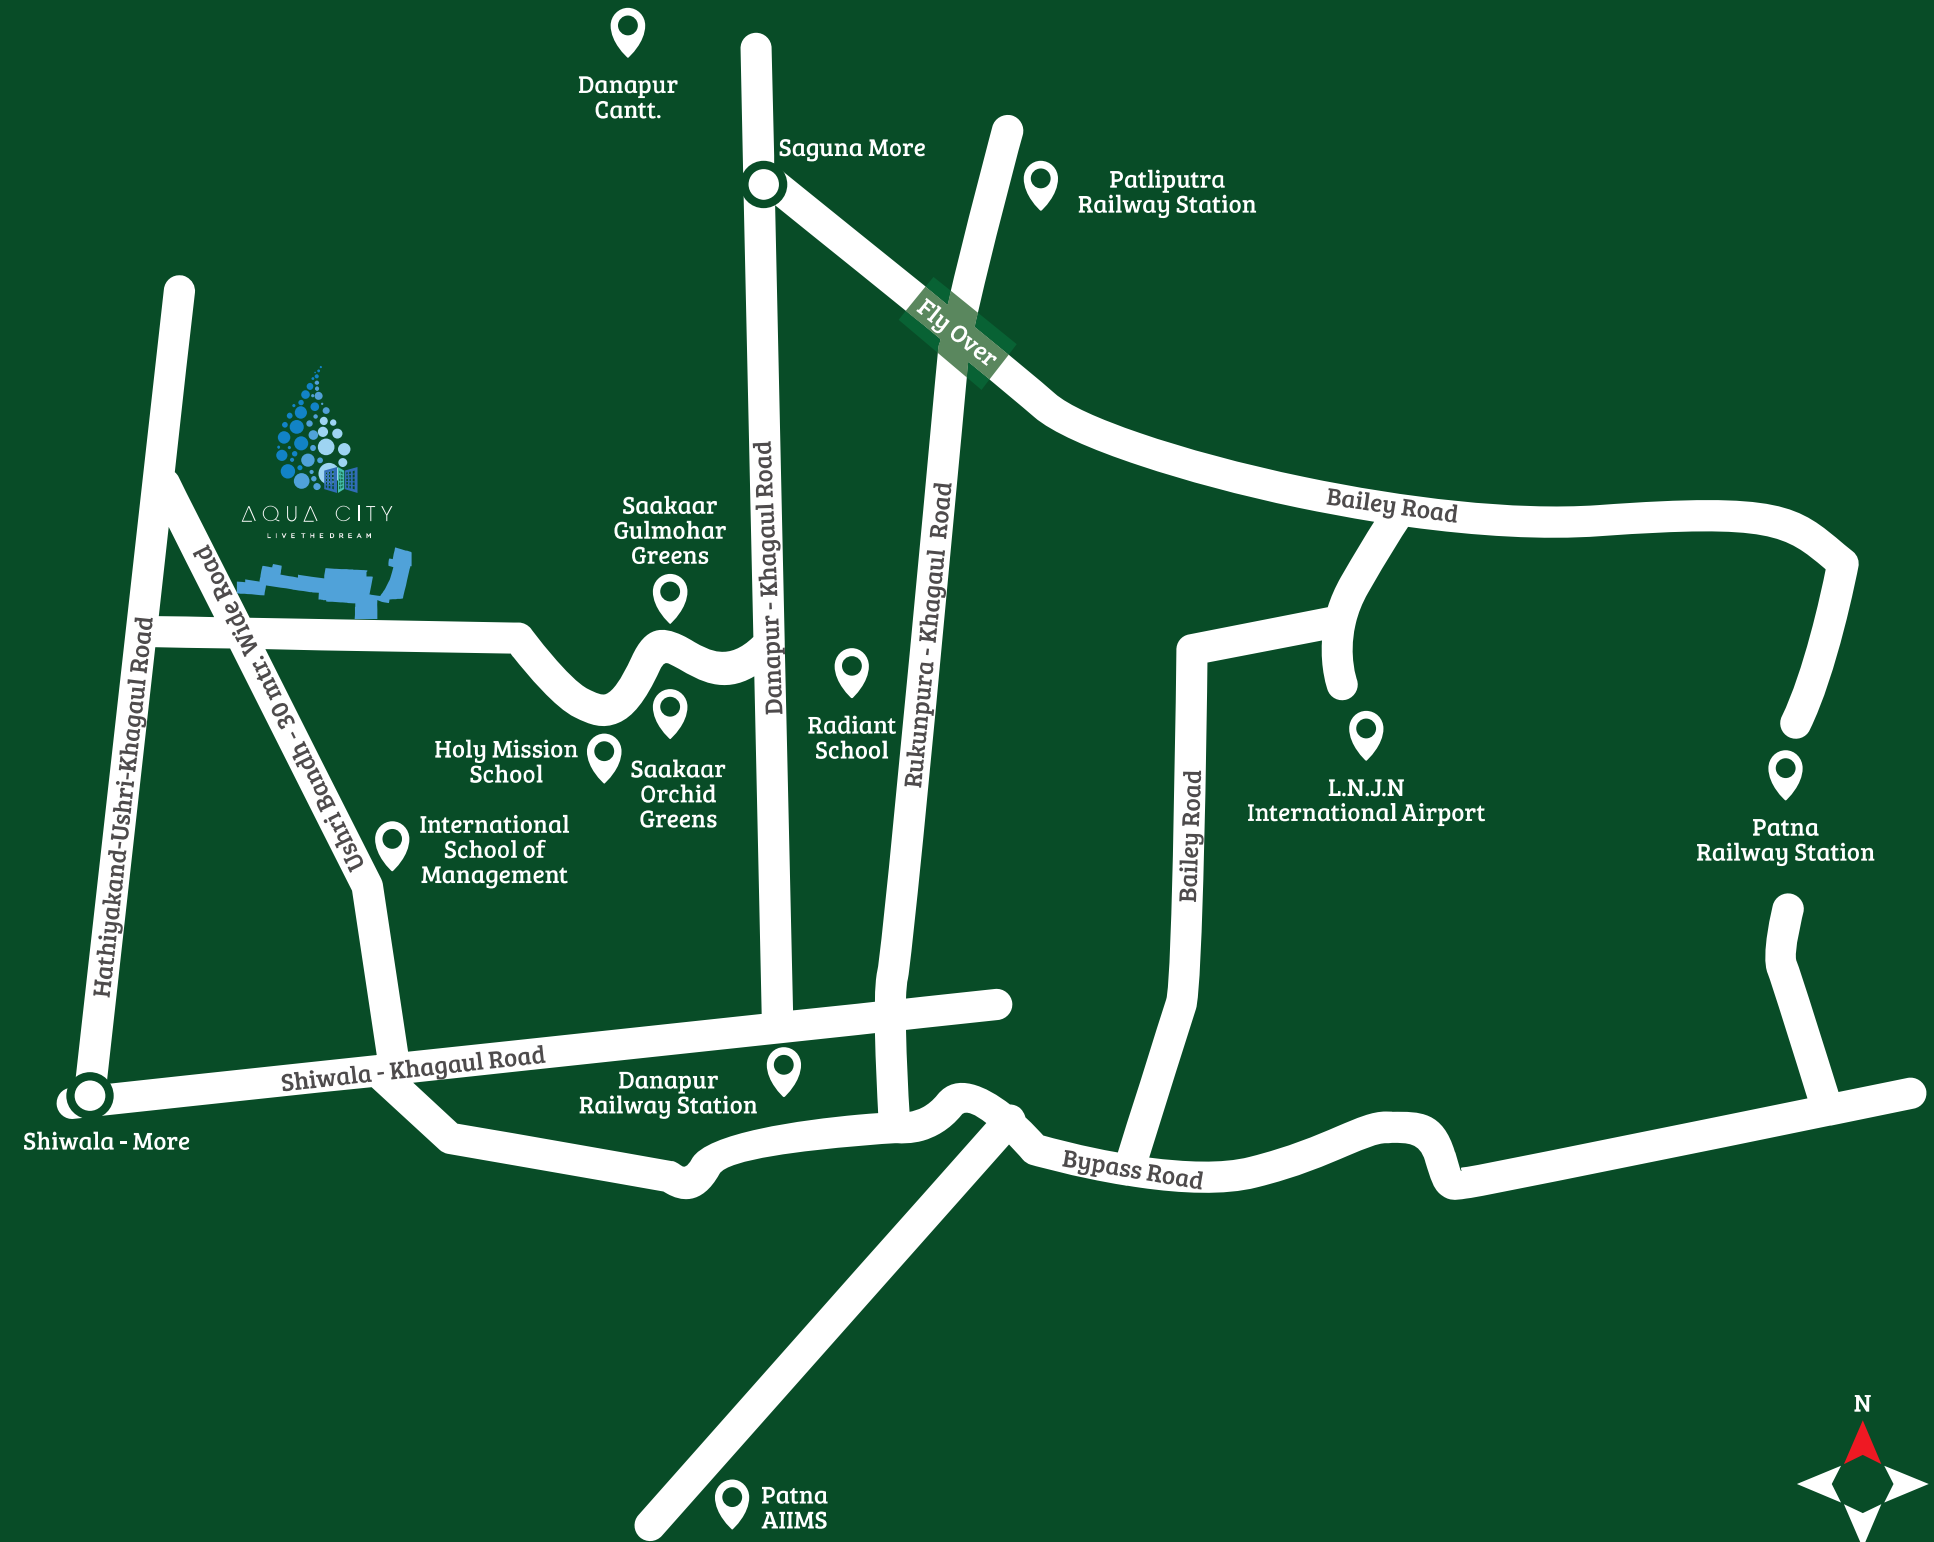 Danapur
Cantt.
Saguna More
Patliputra
Railway Station
Fly Over
AQUA CITY
LIVE THE DREAM
Saakaar
Gulmohar
Greens
Danapur - Khagaul Road
Rukunpura - Khagaul Road
Bailey Road
Hathiyakand-Ushri-Khagaul Road
Ushri Bandh - 30 mtr. Wide Road
Holy Mission
School
Saakaar
Orchid
Greens
Radiant
School
International
School of
Management
Bailey Road
L.N.J.N
International Airport
Patna
Railway Station
Shiwala - Khagaul Road
Danapur
Railway Station
Shiwala - More
Bypass Road
Patna
AIIMS
N